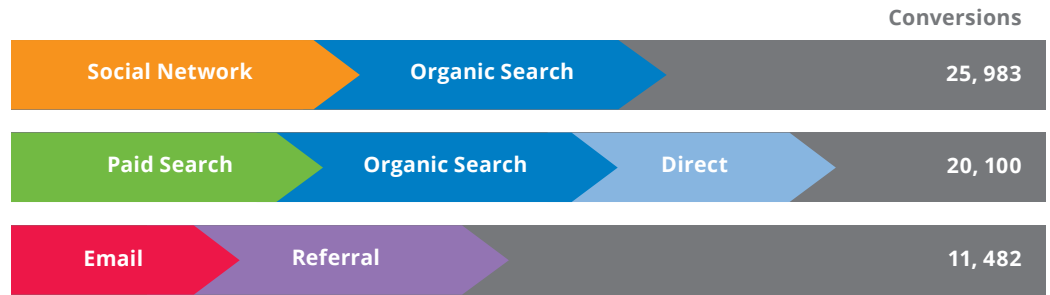 Conversions
Social Network Organic Search 25, 983
Paid Search Organic Search Direct 20, 100
Email Referral 11, 482